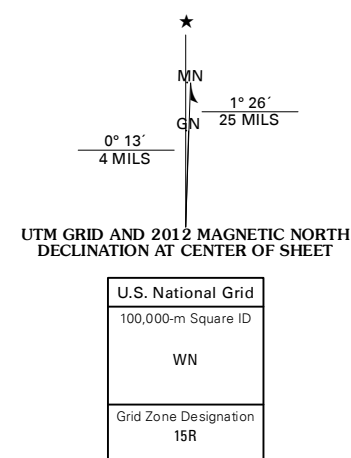 ★
MN
1° 26´
GN
25 MILS
0° 13´
4 MILS
UTM GRID AND 2012 MAGNETIC NORTH
DECLINATION AT CENTER OF SHEET
U.S. National Grid
100,000-m Square ID
WN
Grid Zone Designation
15R